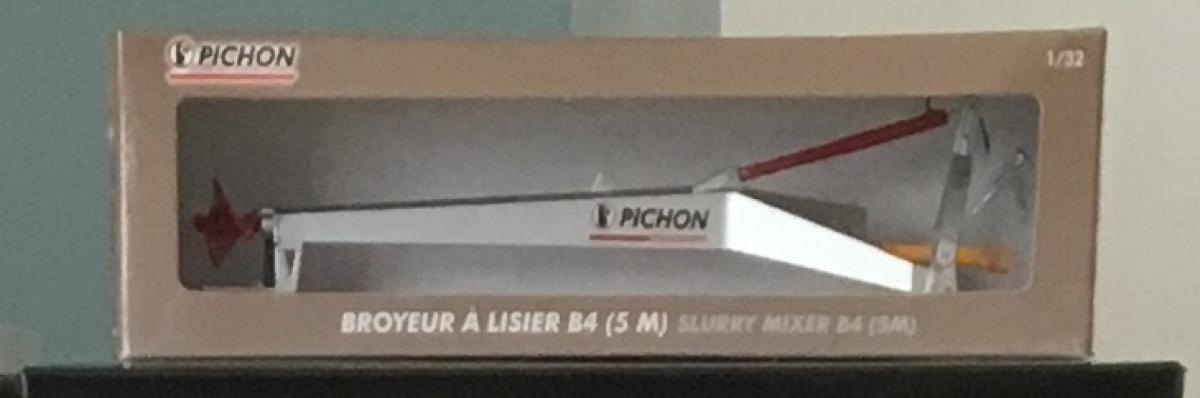 PICHON
1/32
PICHON
BROYEUR À LISIER B4 (5 M) SLURRY MIXER B4 (5M)